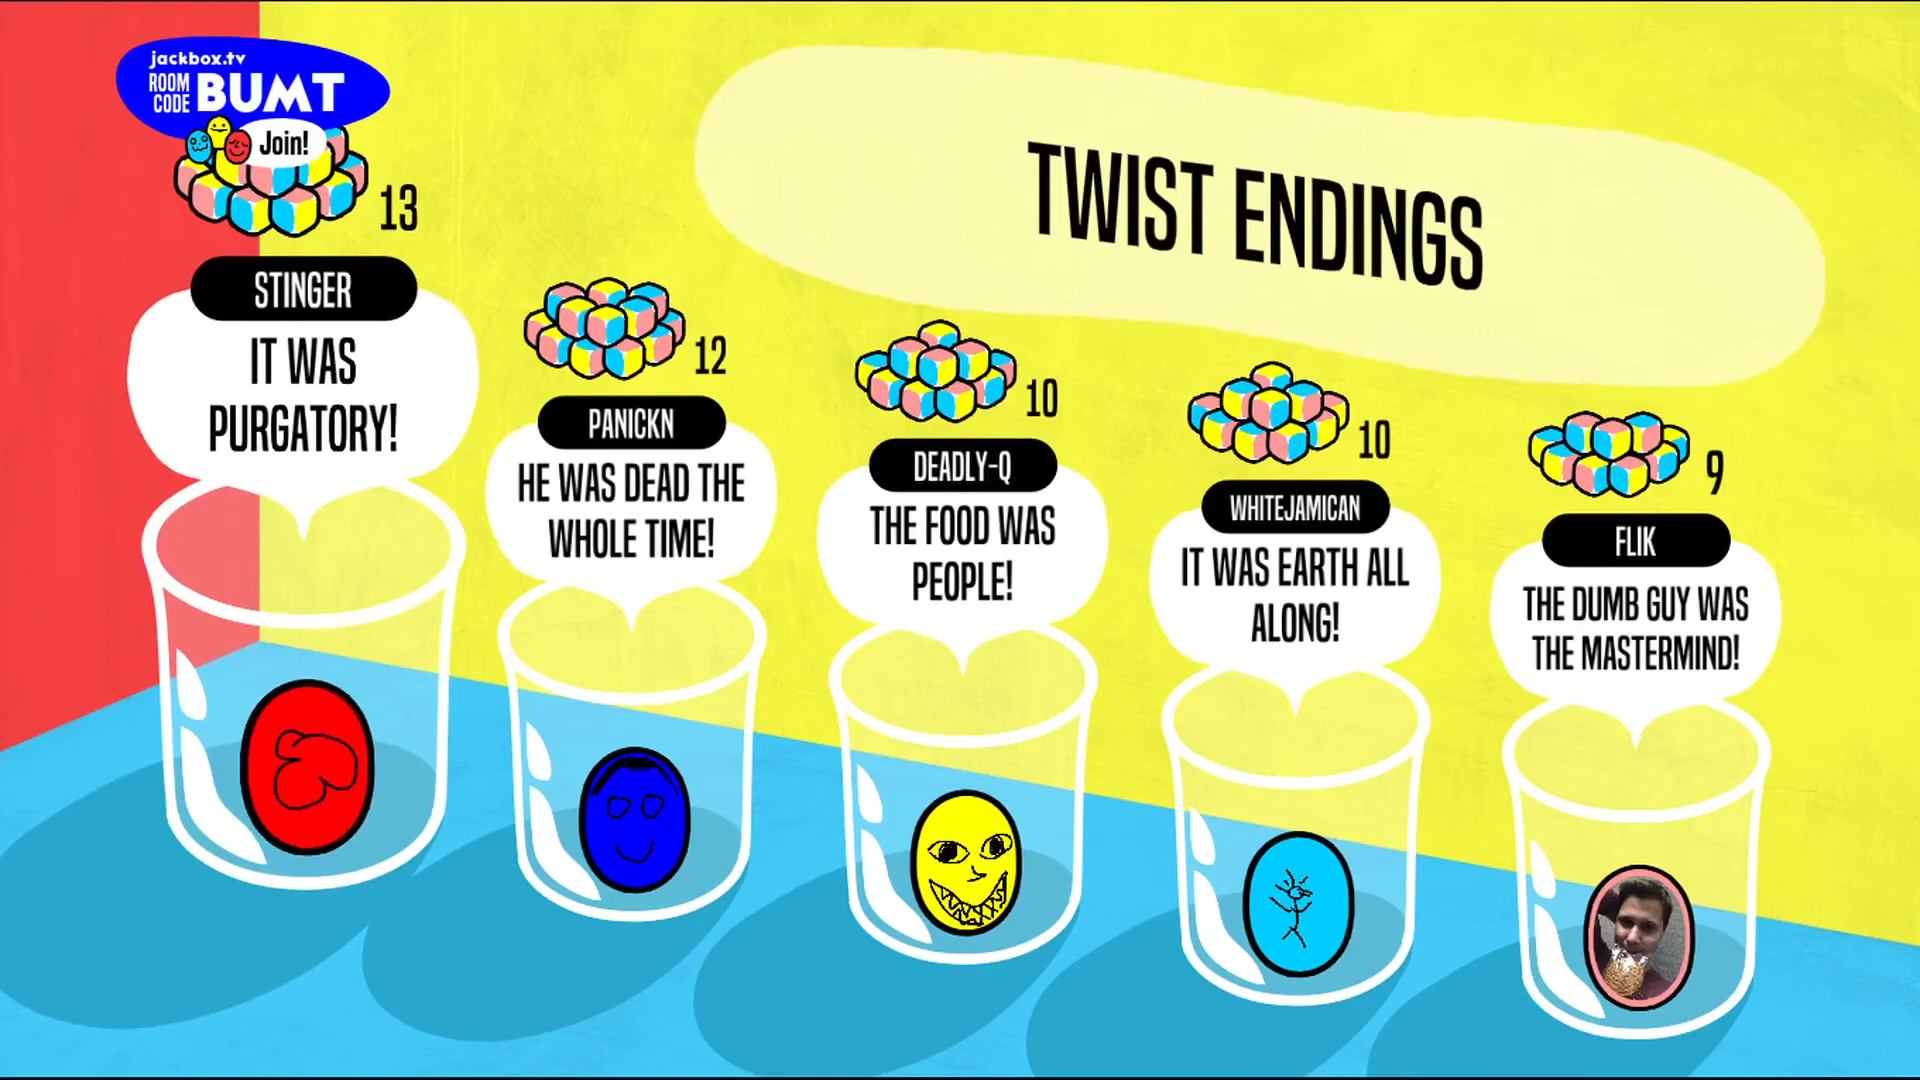 jackbox.tv
ROOM
CODE
BUMT
Join!
TWIST ENDINGS
13
STINGER
IT WAS
PURGATORY!
12
PANICKN
HE WAS DEAD THE
WHOLE TIME!
10
DEADLY-Q
THE FOOD WAS
PEOPLE!
10
WHITEJAMICAN
IT WAS EARTH ALL
ALONG!
9
FLIK
THE DUMB GUY WAS
THE MASTERMIND!